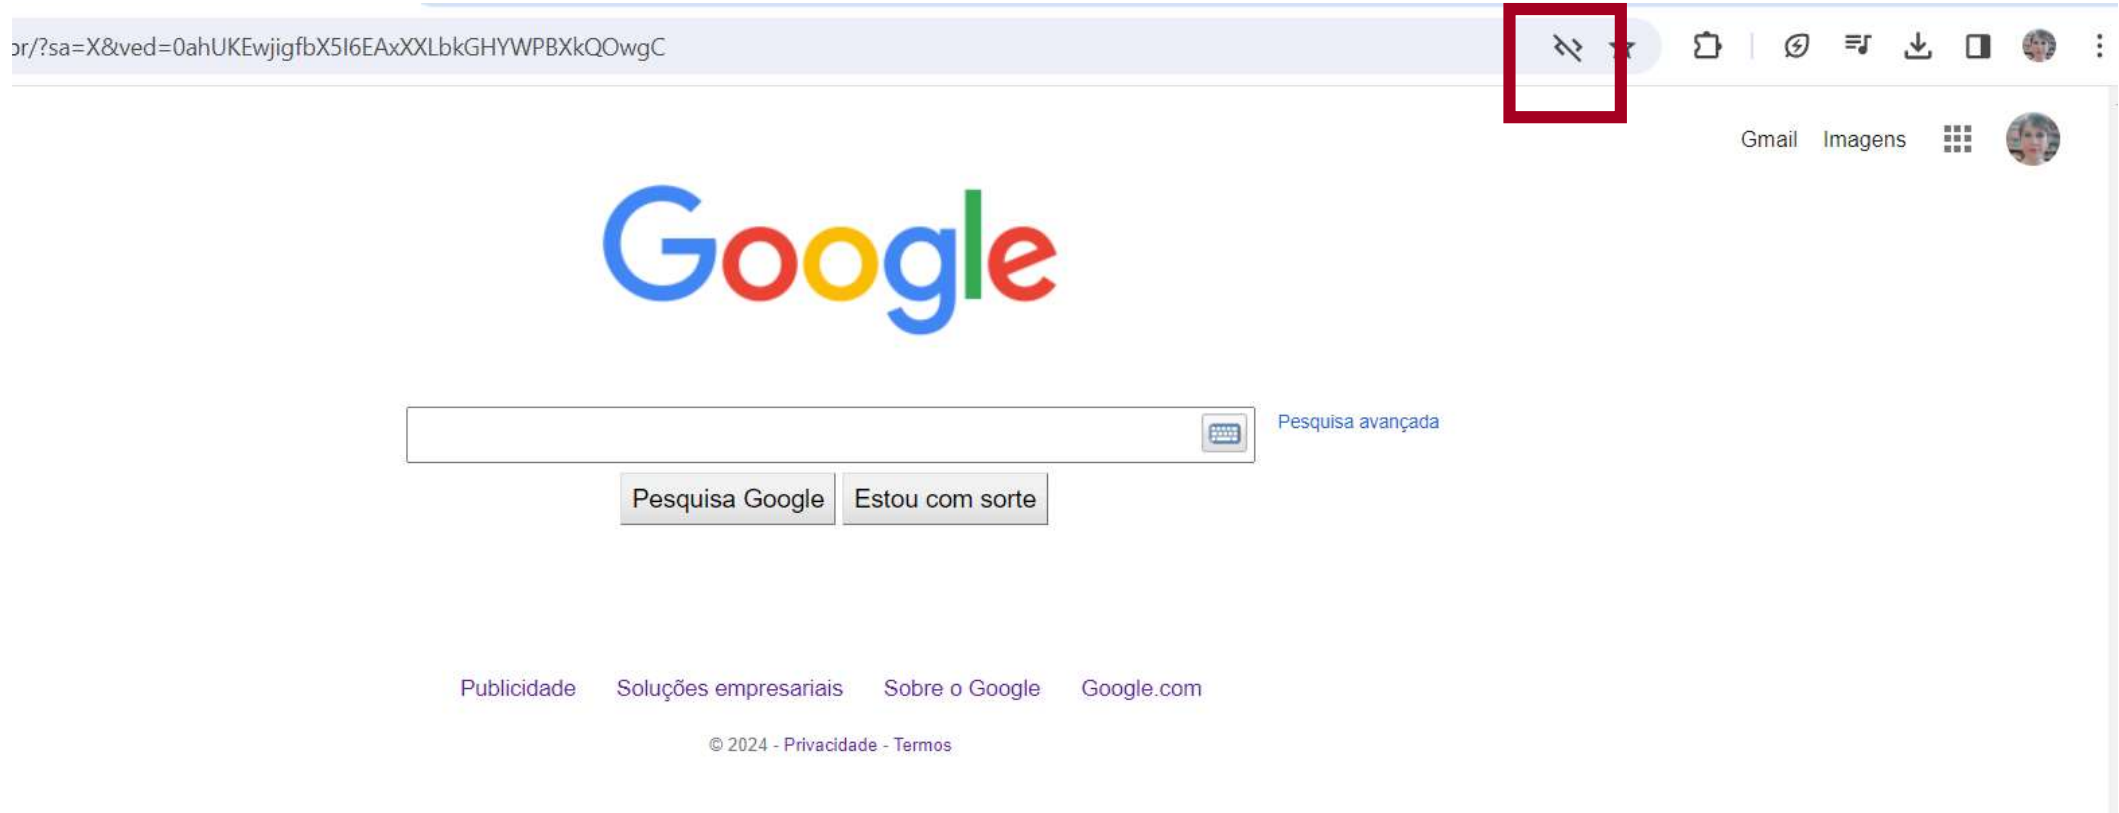 br/?sa=X&ved=0ahUKEwjigfbX5I6EAxXXLbkGHYWPBXkQOwgC
Gmail Imagens
Google
Pesquisa avançada
Pesquisa Google Estou com sorte
Publicidade Soluções empresariais Sobre o Google Google.com
© 2024 - Privacidade - Termos